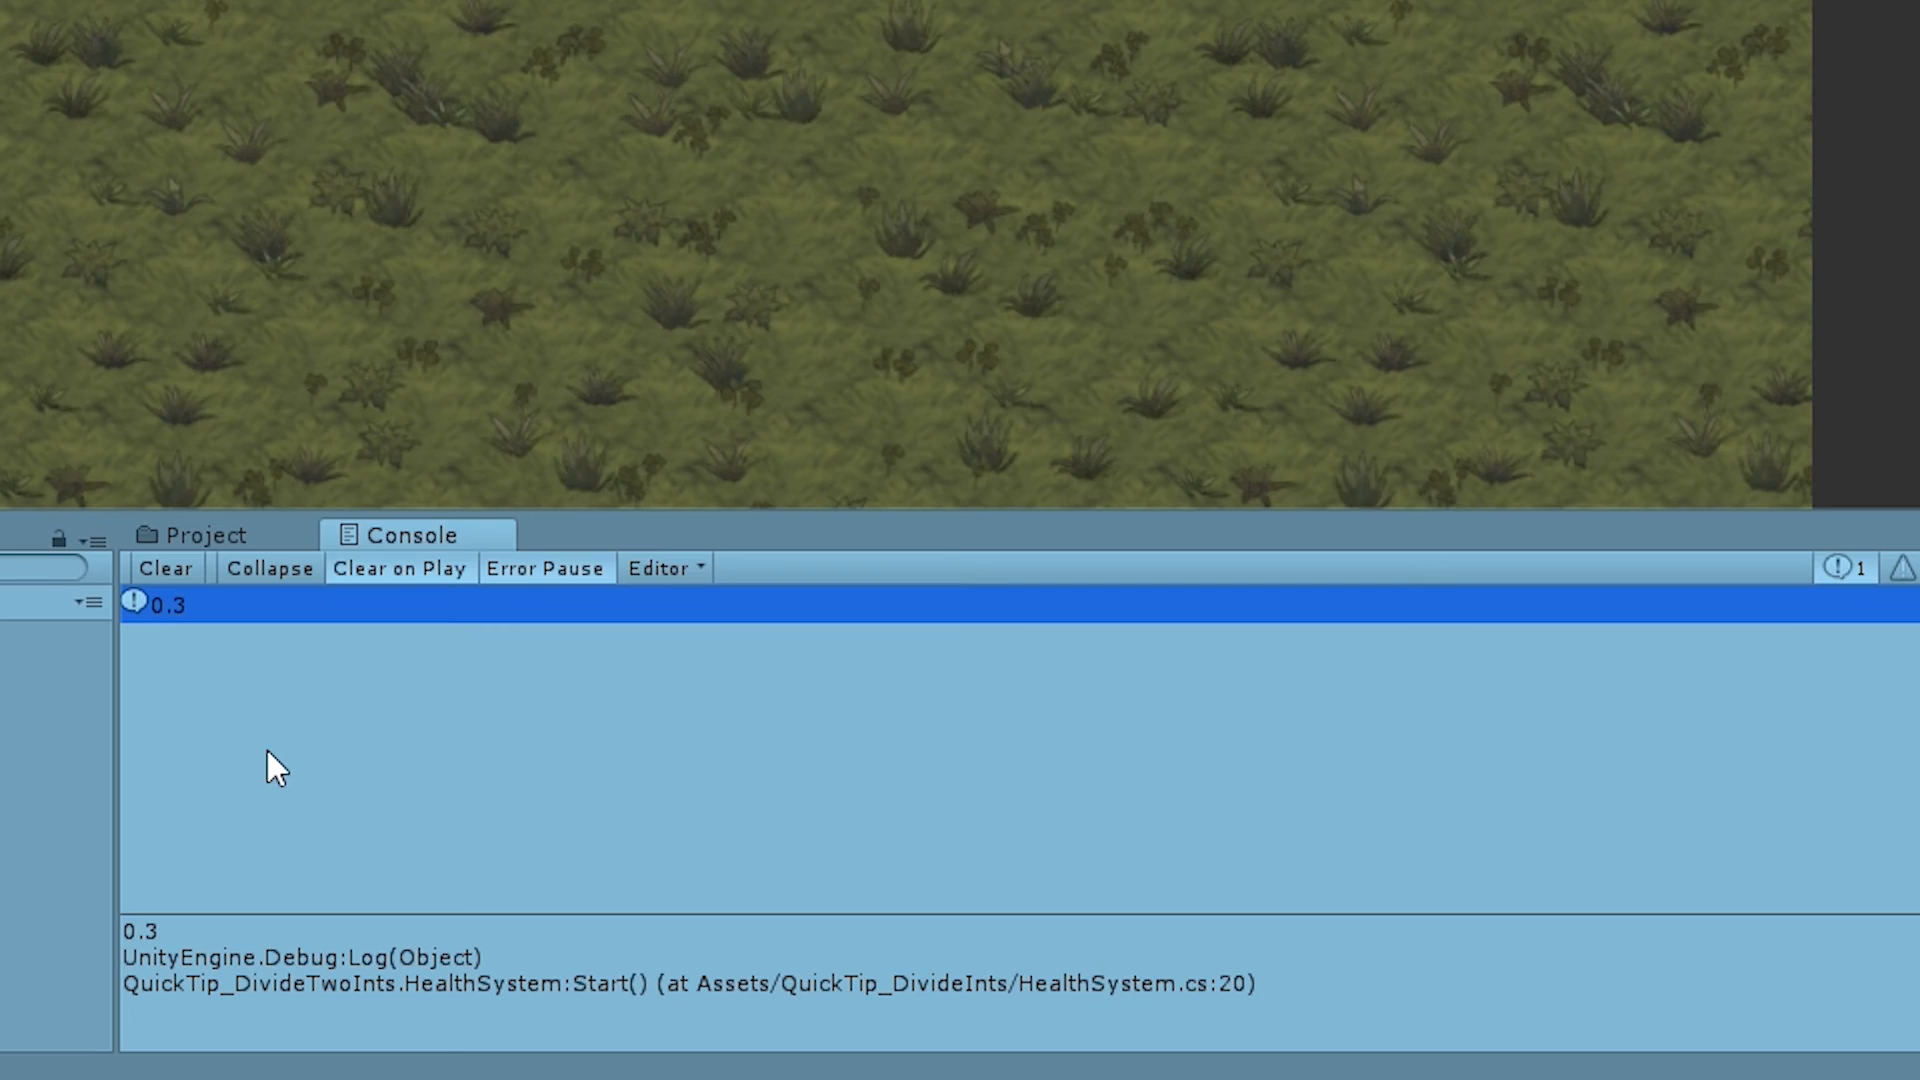 Project
Console
Clear
Collapse
Clear on Play
Error Pause
Editor
1
0.3
0.3
UnityEngine.Debug:Log(Object)
QuickTip_DivideTwoInts.HealthSystem:Start() (at Assets/QuickTip_DivideInts/HealthSystem.cs:20)